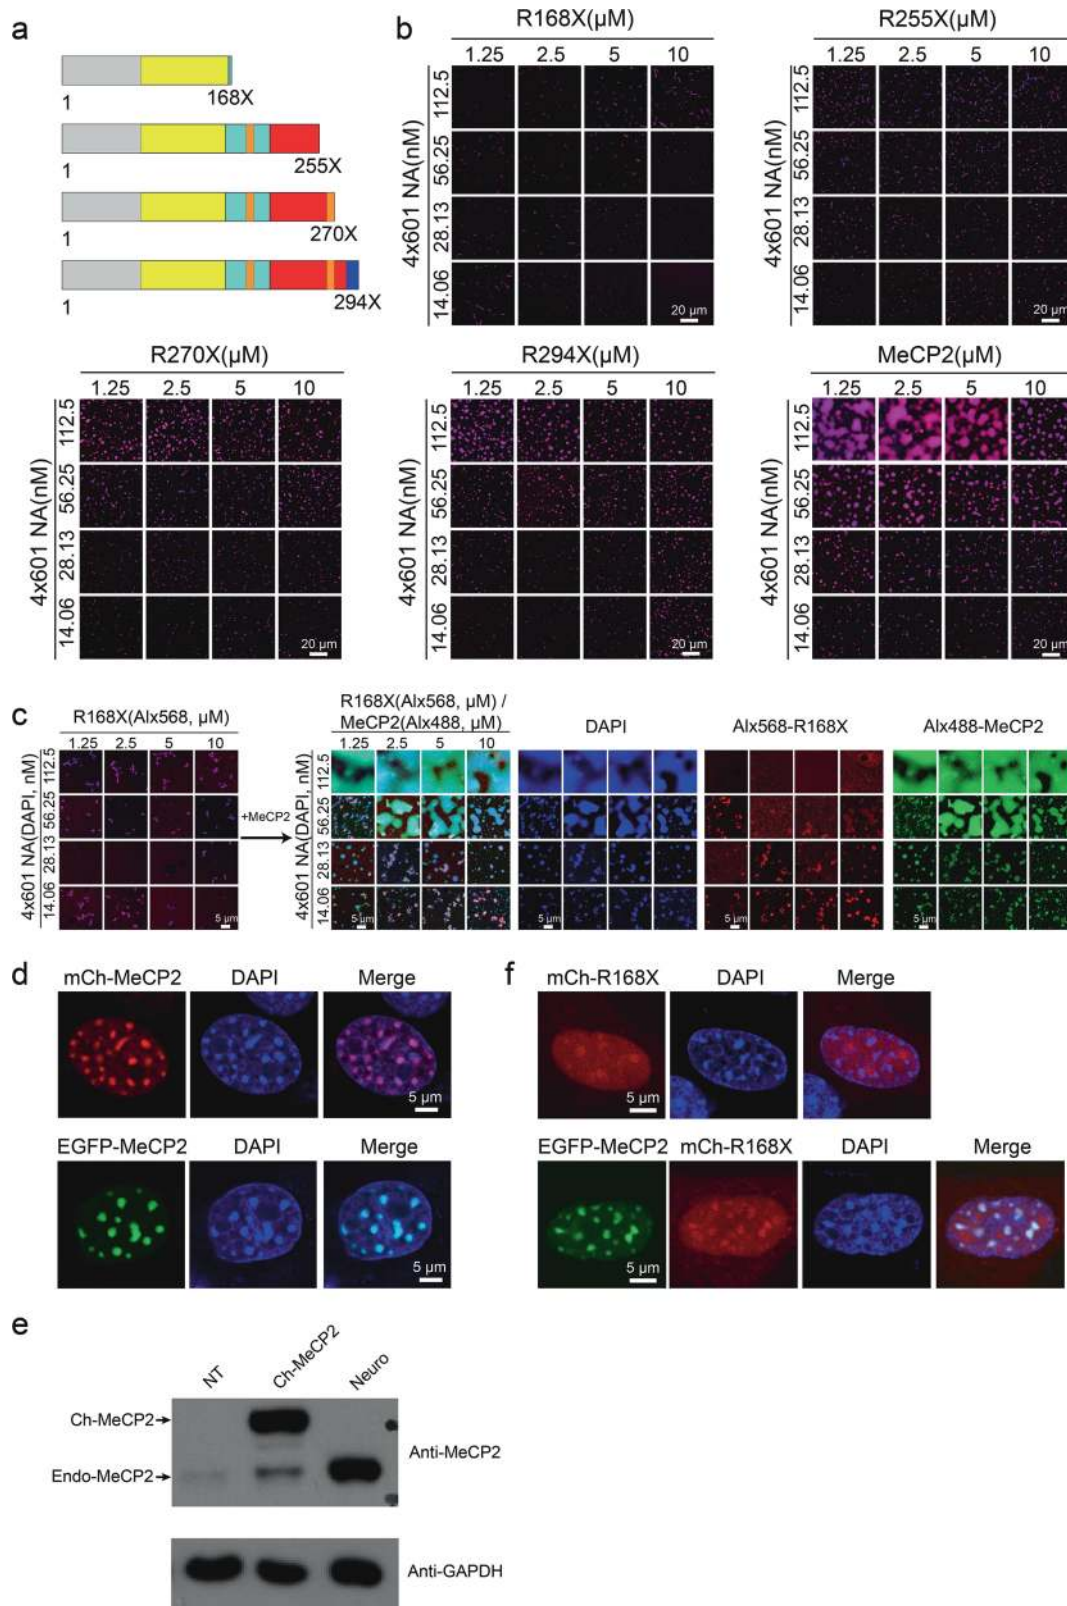 a
1
168X
1
255X
1
270X
1
294X
b
R168X(µM)
1.25 2.5 5 10
4x601 NA(nM)
112.5
56.25
28.13
14.06
20 µm
R255X(µM)
1.25 2.5 5 10
4x601 NA(nM)
112.5
56.25
28.13
14.06
20 µm
R270X(µM)
1.25 2.5 5 10
4x601 NA(nM)
112.5
56.25
28.13
14.06
20 µm
R294X(µM)
1.25 2.5 5 10
4x601 NA(nM)
112.5
56.25
28.13
14.06
20 µm
MeCP2(µM)
1.25 2.5 5 10
4x601 NA(nM)
112.5
56.25
28.13
14.06
20 µm
c
R168X(Alx568, µM)
1.25 2.5 5 10
4x601 NA(DAPI, nM)
112.5
56.25
28.13
14.06
5 µm
+MeCP2
R168X(Alx568, µM) /
MeCP2(Alx488, µM)
1.25 2.5 5 10
4x601 NA(DAPI, nM)
112.5
56.25
28.13
14.06
5 µm
DAPI
5 µm
Alx568-R168X
5 µm
Alx488-MeCP2
5 µm
d
mCh-MeCP2 DAPI Merge
5 µm
EGFP-MeCP2 DAPI Merge
5 µm
f
mCh-R168X DAPI Merge
5 µm
EGFP-MeCP2 mCh-R168X DAPI Merge
5 µm
e
NT Ch-MeCP2 Neuro
Ch-MeCP2
Endo-MeCP2
Anti-MeCP2
Anti-GAPDH